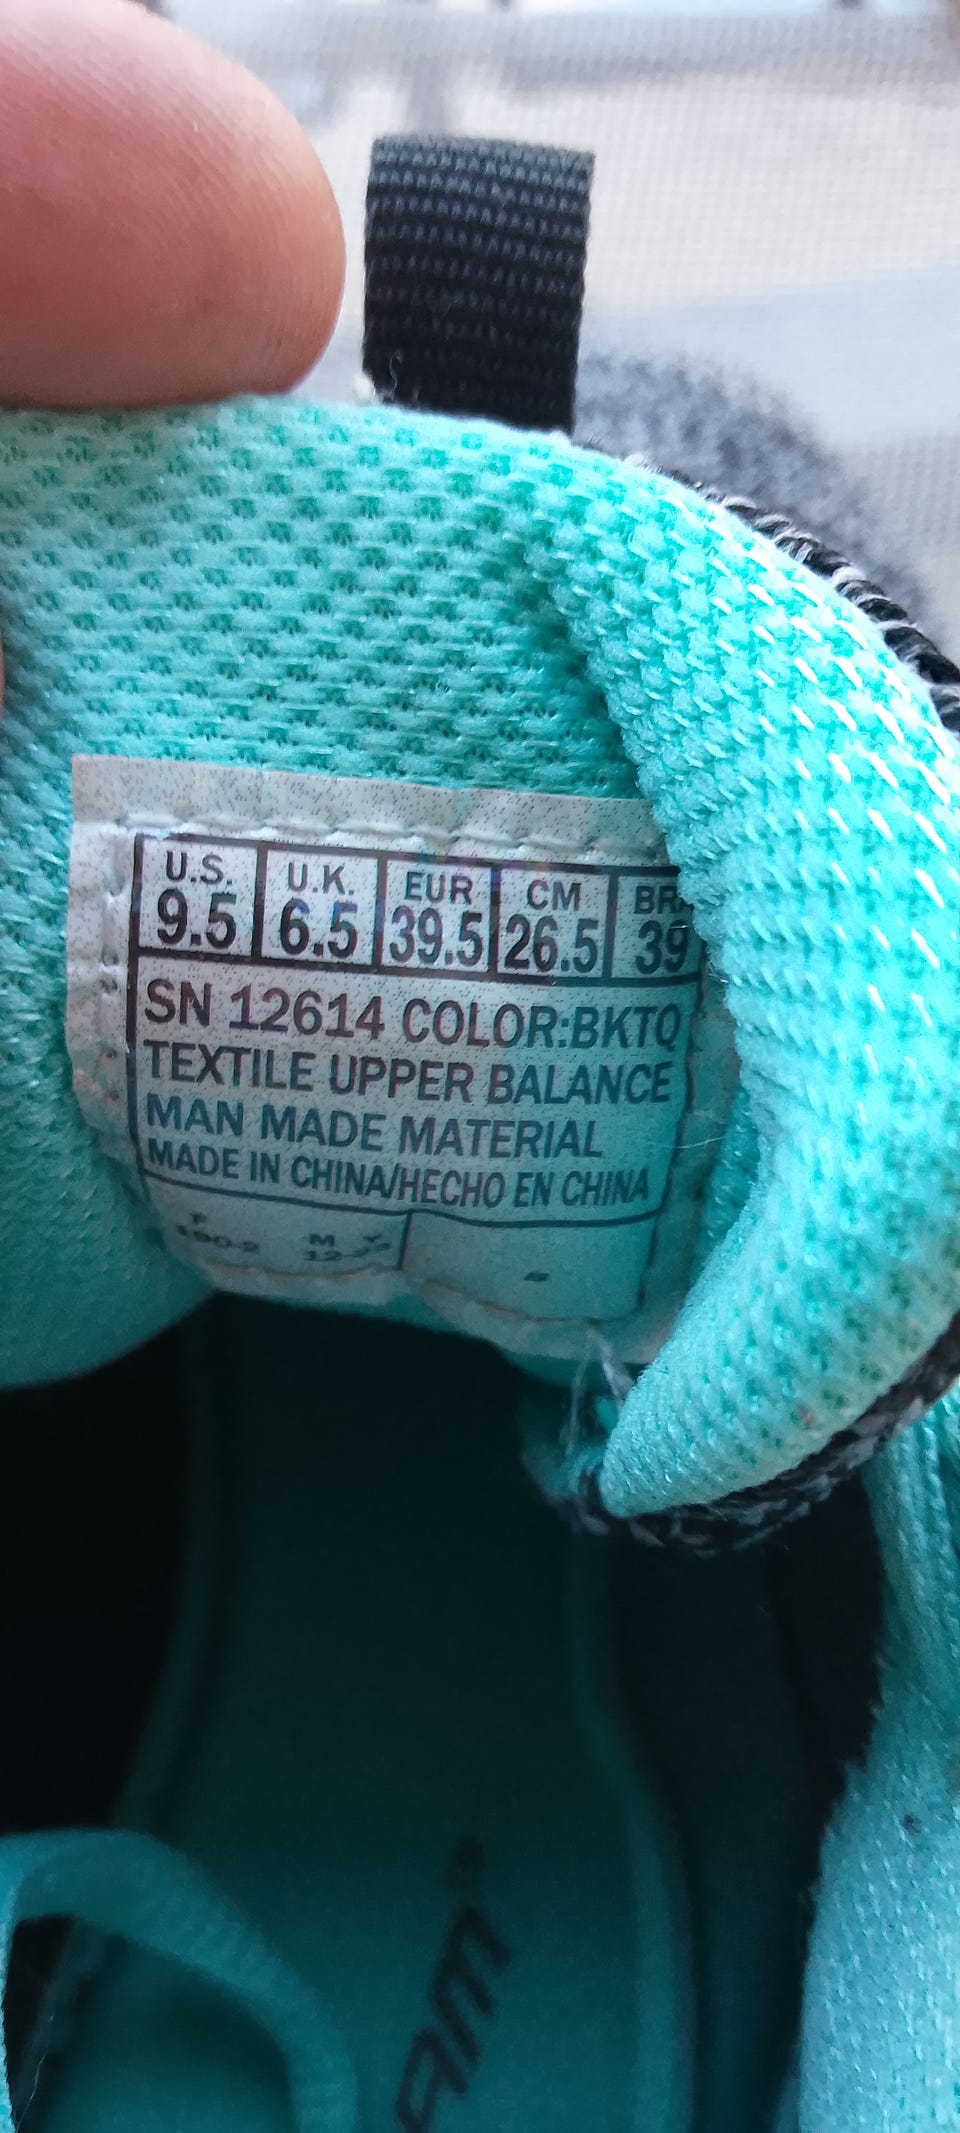 U.S. U.K. EUR CM BR
9.5 6.5 39.5 26.5 39
SN 12614 COLOR:BKTQ
TEXTILE UPPER BALANCE
MAN MADE MATERIAL
MADE IN CHINA/HECHO EN CHINA
F M Y